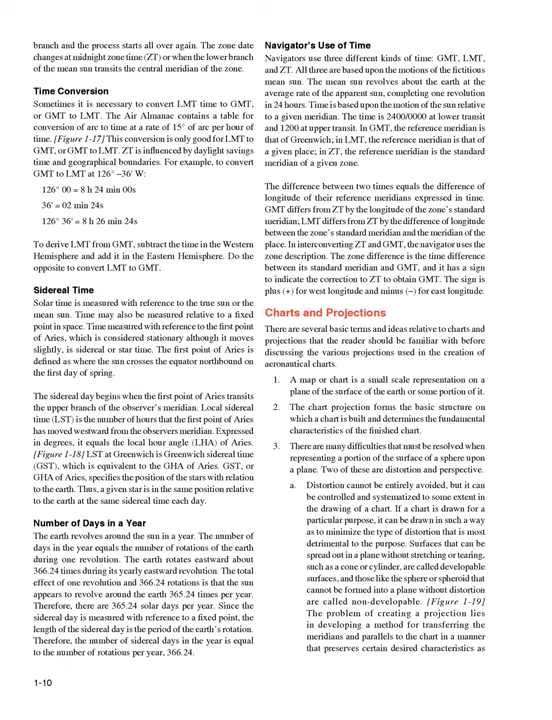 branch and the process starts all over again. The zone date
changes at midnight zone time (ZT) or when the lower branch
of the mean sun transits the central meridian of the zone.
Time Conversion
Sometimes it is necessary to convert LMT time to GMT,
or GMT to LMT. The Air Almanac contains a table for
conversion of arc to time at a rate of 15° of arc per hour of
time. [Figure 1-17] This conversion is only good for LMT to
GMT, or GMT to LMT. ZT is influenced by daylight savings
time and geographical boundaries. For example, to convert
GMT to LMT at 126° –36' W:
126° 00 = 8 h 24 min 00s
36' = 02 min 24s
126° 36' = 8 h 26 min 24s
To derive LMT from GMT, subtract the time in the Western
Hemisphere and add it in the Eastern Hemisphere. Do the
opposite to convert LMT to GMT.
Sidereal Time
Solar time is measured with reference to the true sun or the
mean sun. Time may also be measured relative to a fixed
point in space. Time measured with reference to the first point
of Aries, which is considered stationary although it moves
slightly, is sidereal or star time. The first point of Aries is
defined as where the sun crosses the equator northbound on
the first day of spring.
The sidereal day begins when the first point of Aries transits
the upper branch of the observer's meridian. Local sidereal
time (LST) is the number of hours that the first point of Aries
has moved westward from the observers meridian. Expressed
in degrees, it equals the local hour angle (LHA) of Aries.
[Figure 1-18] LST at Greenwich is Greenwich sidereal time
(GST), which is equivalent to the GHA of Aries. GST, or
GHA of Aries, specifies the position of the stars with relation
to the earth. Thus, a given star is in the same position relative
to the earth at the same sidereal time each day.
Number of Days in a Year
The earth revolves around the sun in a year. The number of
days in the year equals the number of rotations of the earth
during one revolution. The earth rotates eastward about
366.24 times during its yearly eastward revolution. The total
effect of one revolution and 366.24 rotations is that the sun
appears to revolve around the earth 365.24 times per year.
Therefore, there are 365.24 solar days per year. Since the
sidereal day is measured with reference to a fixed point, the
length of the sidereal day is the period of the earth's rotation.
Therefore, the number of sidereal days in the year is equal
to the number of rotations per year, 366.24.
Navigator's Use of Time
Navigators use three different kinds of time: GMT, LMT,
and ZT. All three are based upon the motions of the fictitious
mean sun. The mean sun revolves about the earth at the
average rate of the apparent sun, completing one revolution
in 24 hours. Time is based upon the motion of the sun relative
to a given meridian. The time is 2400/0000 at lower transit
and 1200 at upper transit. In GMT, the reference meridian is
that of Greenwich; in LMT, the reference meridian is that of
a given place; in ZT, the reference meridian is the standard
meridian of a given zone.
The difference between two times equals the difference of
longitude of their reference meridians expressed in time.
GMT differs from ZT by the longitude of the zone's standard
meridian; LMT differs from ZT by the difference of longitude
between the zone's standard meridian and the meridian of the
place. In interconverting ZT and GMT, the navigator uses the
zone description. The zone difference is the time difference
between its standard meridian and GMT, and it has a sign
to indicate the correction to ZT to obtain GMT. The sign is
plus (+) for west longitude and minus (–) for east longitude.
Charts and Projections
There are several basic terms and ideas relative to charts and
projections that the reader should be familiar with before
discussing the various projections used in the creation of
aeronautical charts.
1. A map or chart is a small scale representation on a
plane of the surface of the earth or some portion of it.
2. The chart projection forms the basic structure on
which a chart is built and determines the fundamental
characteristics of the finished chart.
3. There are many difficulties that must be resolved when
representing a portion of the surface of a sphere upon
a plane. Two of these are distortion and perspective.
a. Distortion cannot be entirely avoided, but it can
be controlled and systematized to some extent in
the drawing of a chart. If a chart is drawn for a
particular purpose, it can be drawn in such a way
as to minimize the type of distortion that is most
detrimental to the purpose. Surfaces that can be
spread out in a plane without stretching or tearing,
such as a cone or cylinder, are called developable
surfaces, and those like the sphere or spheroid that
cannot be formed into a plane without distortion
are called non-developable. [Figure 1-19]
The problem of creating a projection lies
in developing a method for transferring the
meridians and parallels to the chart in a manner
that preserves certain desired characteristics as
1-10